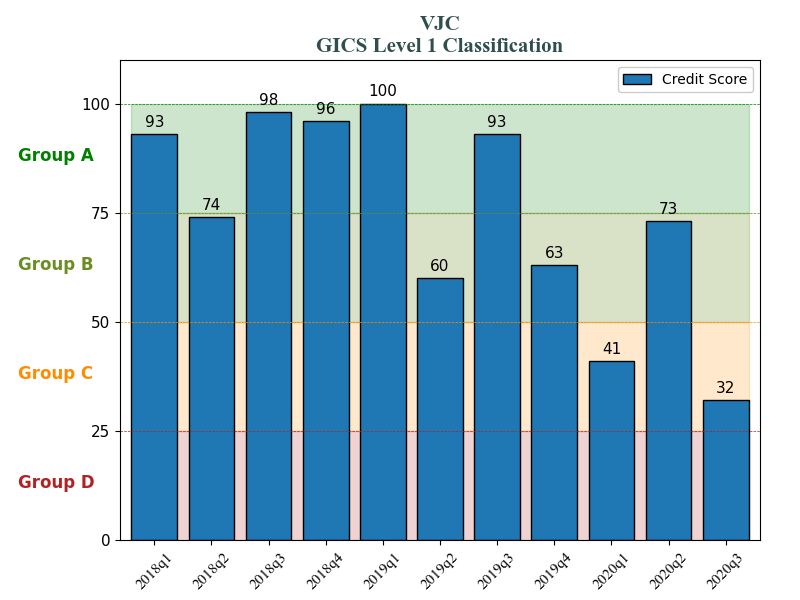 VJC
GICS Level 1 Classification
Credit Score
100
75
50
25
0
Group A
Group B
Group C
Group D
93
74
98
96
100
60
93
63
41
73
32
2018q1
2018q2
2018q3
2018q4
2019q1
2019q2
2019q3
2019q4
2020q1
2020q2
2020q3